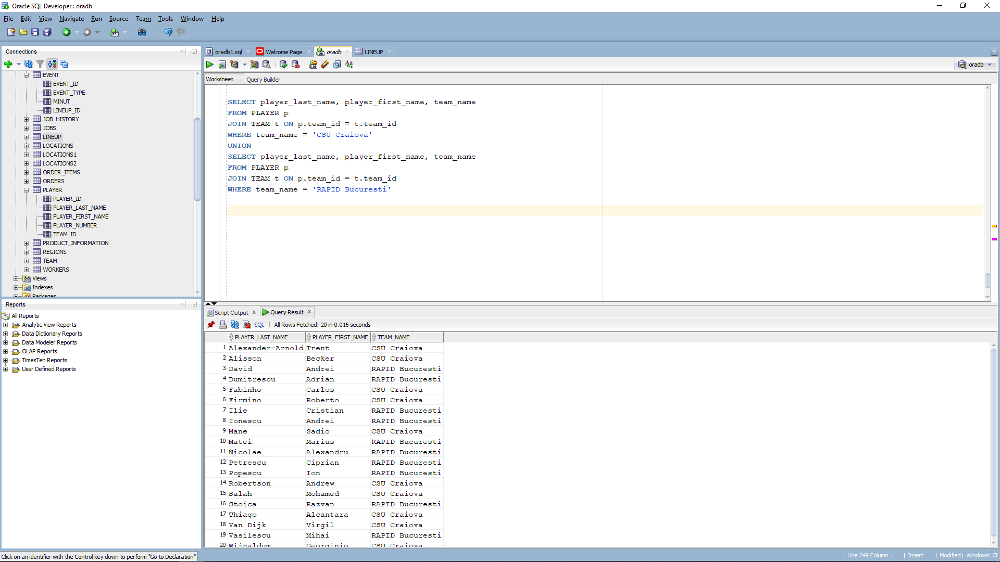 Oracle SQL Developer : oradb
File Edit View Navigate Run Source Team Tools Window Help
Connections
EVENT
EVENT_ID
EVENT_TYPE
MINUT
LINEUP_ID
JOB_HISTORY
JOBS
LINEUP
LOCATIONS
LOCATIONS1
LOCATIONS2
ORDER_ITEMS
ORDERS
PLAYER
PLAYER_ID
PLAYER_LAST_NAME
PLAYER_FIRST_NAME
PLAYER_NUMBER
TEAM_ID
PRODUCT_INFORMATION
REGIONS
TEAM
WORKERS
Views
Indexes
Packages
Reports
All Reports
Analytic View Reports
Data Dictionary Reports
Data Modeler Reports
OLAP Reports
TimesTen Reports
User Defined Reports
oradb1.sql Welcome Page oradb LINEUP
oradb
Worksheet Query Builder
SELECT player_last_name, player_first_name, team_name
FROM PLAYER p
JOIN TEAM t ON p.team_id = t.team_id
WHERE team_name = 'CSU Craiova'
UNION
SELECT player_last_name, player_first_name, team_name
FROM PLAYER p
JOIN TEAM t ON p.team_id = t.team_id
WHERE team_name = 'RAPID Bucuresti'
Script Output Query Result
SQL All Rows Fetched: 20 in 0.016 seconds
PLAYER_LAST_NAME PLAYER_FIRST_NAME TEAM_NAME
1 Alexander-Arnold Trent CSU Craiova
2 Alisson Becker CSU Craiova
3 David Andrei RAPID Bucuresti
4 Dumitrescu Adrian RAPID Bucuresti
5 Fabinho Carlos CSU Craiova
6 Firmino Roberto CSU Craiova
7 Ilie Cristian RAPID Bucuresti
8 Ionescu Andrei RAPID Bucuresti
9 Mane Sadio CSU Craiova
10 Matei Marius RAPID Bucuresti
11 Nicolae Alexandru RAPID Bucuresti
12 Petrescu Ciprian RAPID Bucuresti
13 Popescu Ion RAPID Bucuresti
14 Robertson Andrew CSU Craiova
15 Salah Mohamed CSU Craiova
16 Stoica Razvan RAPID Bucuresti
17 Thiago Alcantara CSU Craiova
18 Van Dijk Virgil CSU Craiova
19 Vasilescu Mihai RAPID Bucuresti
20 Wijnaldum Georginio CSU Craiova
Click on an identifier with the Control key down to perform "Go to Declaration"
Line 249 Column 1 Insert Modified Windows: